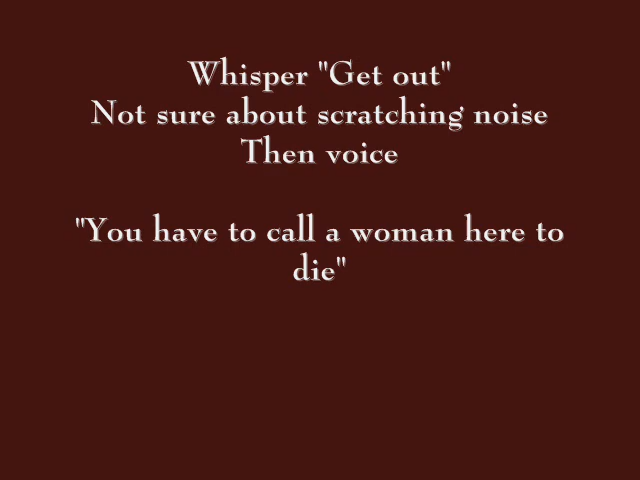 Whisper "Get out"
Not sure about scratching noise
Then voice
"You have to call a woman here to
die"